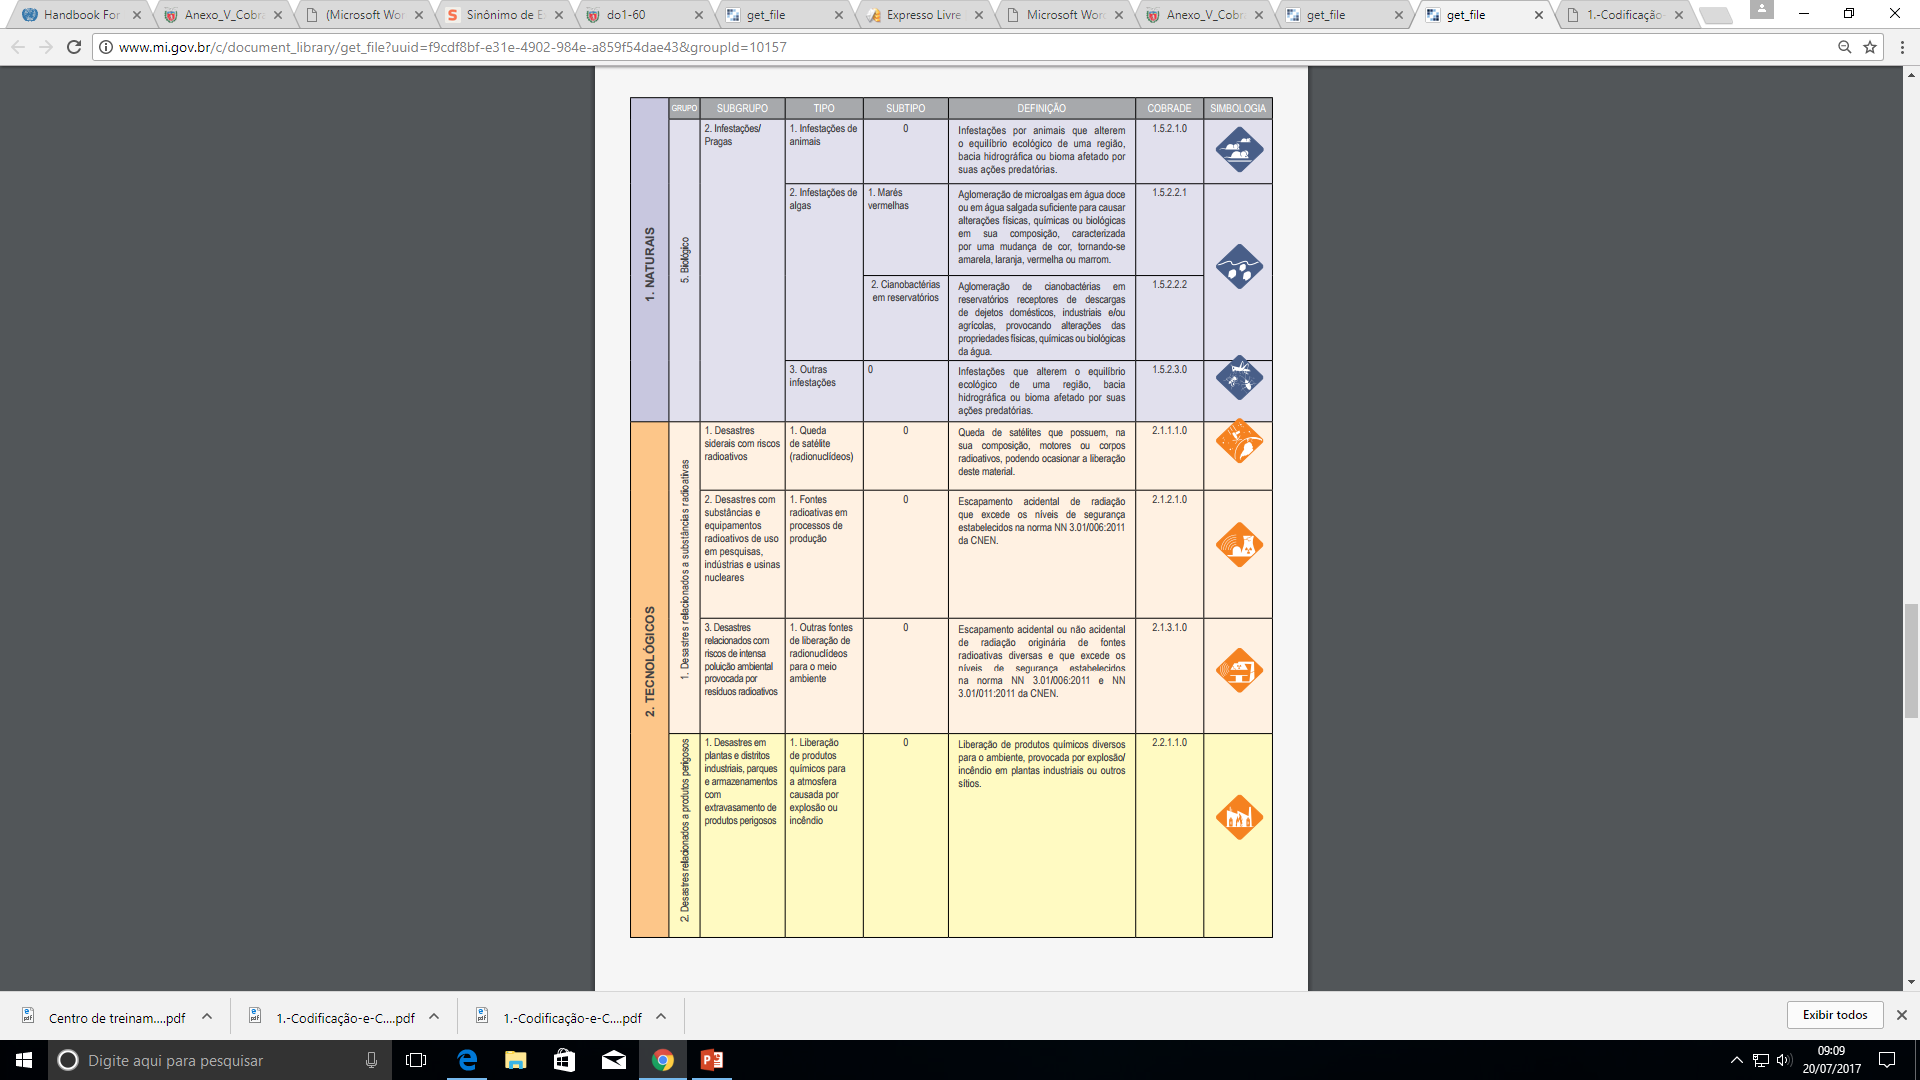 Handbook For
Anexo_V_Cobra
(Microsoft Wor
Sinônimo de E
do1-60
get_file
Expresso Livre
Microsoft Word
Anexo_V_Cobra
get_file
get_file
1.-Codificação-
www.mi.gov.br/c/document_library/get_file?uuid=f9cdf8bf-e31e-4902-984e-a859f54dae43&groupId=10157
GRUPO
SUBGRUPO
TIPO
SUBTIPO
DEFINIÇÃO
COBRADE
SIMBOLOGIA
1. NATURAIS
5. Biológico
2. Infestações/
Pragas
1. Infestações de
animais
0
Infestações por animais que alterem
o equilíbrio ecológico de uma região,
bacia hidrográfica ou bioma afetado por
suas ações predatórias.
1.5.2.1.0
2. Infestações de
algas
1. Marés
vermelhas
Aglomeração de microalgas em água doce
ou em água salgada suficiente para causar
alterações físicas, químicas ou biológicas
em sua composição, caracterizada
por uma mudança de cor, tornando-se
amarela, laranja, vermelha ou marrom.
1.5.2.2.1
2. Cianobactérias
em reservatórios
Aglomeração de cianobactérias em
reservatórios receptores de descargas
de dejetos domésticos, industriais e/ou
agrícolas, provocando alterações das
propriedades físicas, químicas ou biológicas
da água.
1.5.2.2.2
3. Outras
infestações
0
Infestações que alterem o equilíbrio
ecológico de uma região, bacia
hidrográfica ou bioma afetado por suas
ações predatórias.
1.5.2.3.0
2. TECNOLÓGICOS
1. Desastres relacionados a substâncias radioativas
1. Desastres
siderais com riscos
radioativos
1. Queda
de satélite
(radionuclídeos)
0
Queda de satélites que possuem, na
sua composição, motores ou corpos
radioativos, podendo ocasionar a liberação
deste material.
2.1.1.1.0
2. Desastres com
substâncias e
equipamentos
radioativos de uso
em pesquisas,
indústrias e usinas
nucleares
1. Fontes
radioativas em
processos de
produção
0
Escapamento acidental de radiação
que excede os níveis de segurança
estabelecidos na norma NN 3.01/006:2011
da CNEN.
2.1.2.1.0
3. Desastres
relacionados com
riscos de intensa
poluição ambiental
provocada por
resíduos radioativos
1. Outras fontes
de liberação de
radionuclídeos
para o meio
ambiente
0
Escapamento acidental ou não acidental
de radiação originária de fontes
radioativas diversas e que excede os
níveis de segurança estabelecidos
na norma NN 3.01/006:2011 e NN
3.01/011:2011 da CNEN.
2.1.3.1.0
2. Desastres relacionados a produtos perigosos
1. Desastres em
plantas e distritos
industriais, parques
e armazenamentos
com
extravasamento de
produtos perigosos
1. Liberação
de produtos
químicos para
a atmosfera
causada por
explosão ou
incêndio
0
Liberação de produtos químicos diversos
para o ambiente, provocada por explosão/
incêndio em plantas industriais ou outros
sítios.
2.2.1.1.0
Centro de treinam....pdf
1.-Codificação-e-C....pdf
1.-Codificação-e-C....pdf
Exibir todos
Digite aqui para pesquisar
09:09
20/07/2017